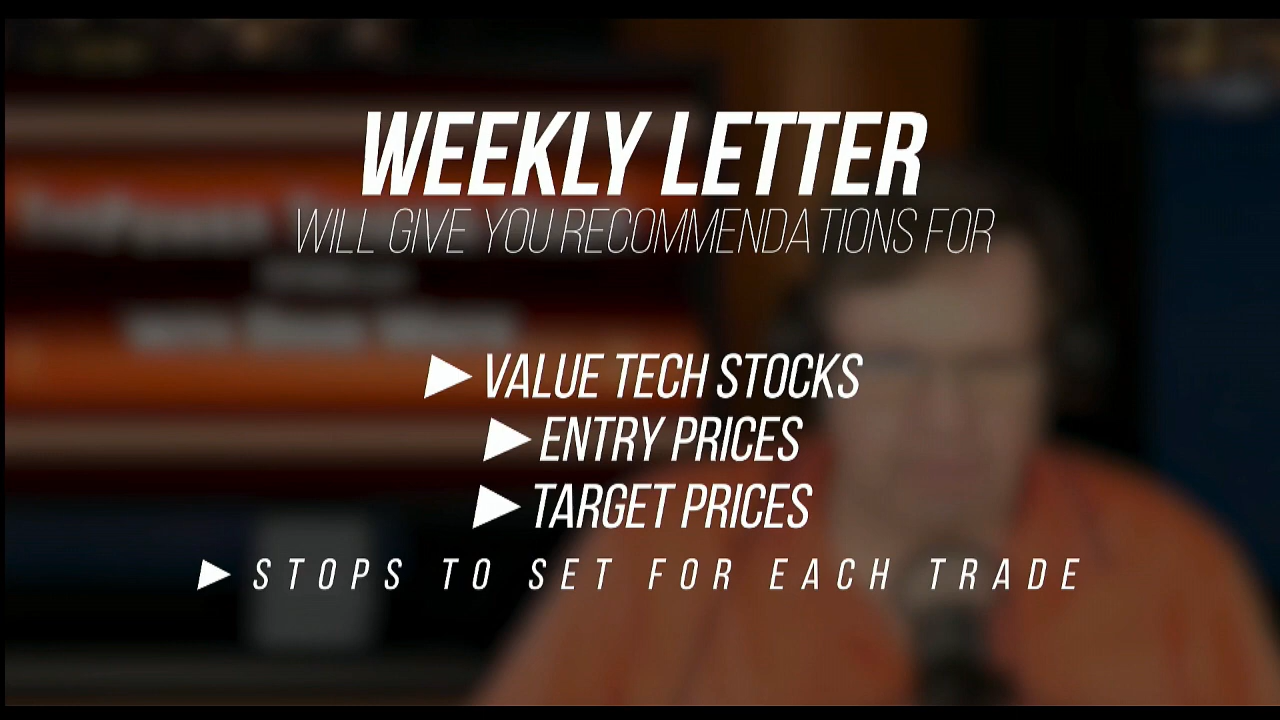 WEEKLY LETTER
WILL GIVE YOU RECOMMENDATIONS FOR
▶ VALUE TECH STOCKS
▶ ENTRY PRICES
▶ TARGET PRICES
▶ STOPS TO SET FOR EACH TRADE